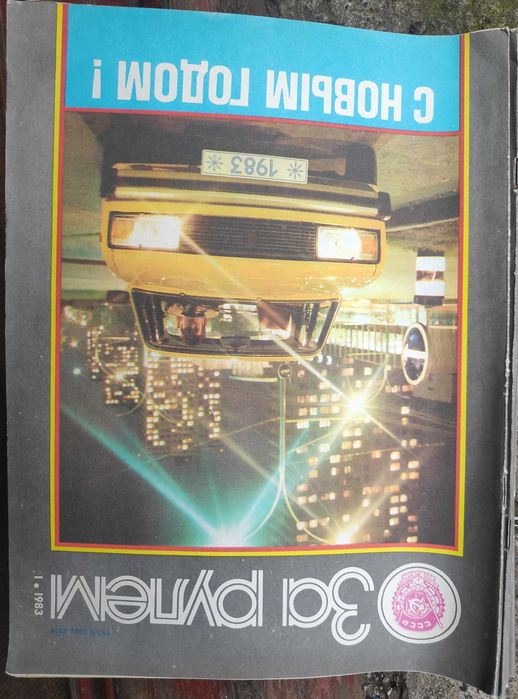 За рулем
1 • 1983
СССР
* 1983 *
С НОВЫМ ГОДОМ!